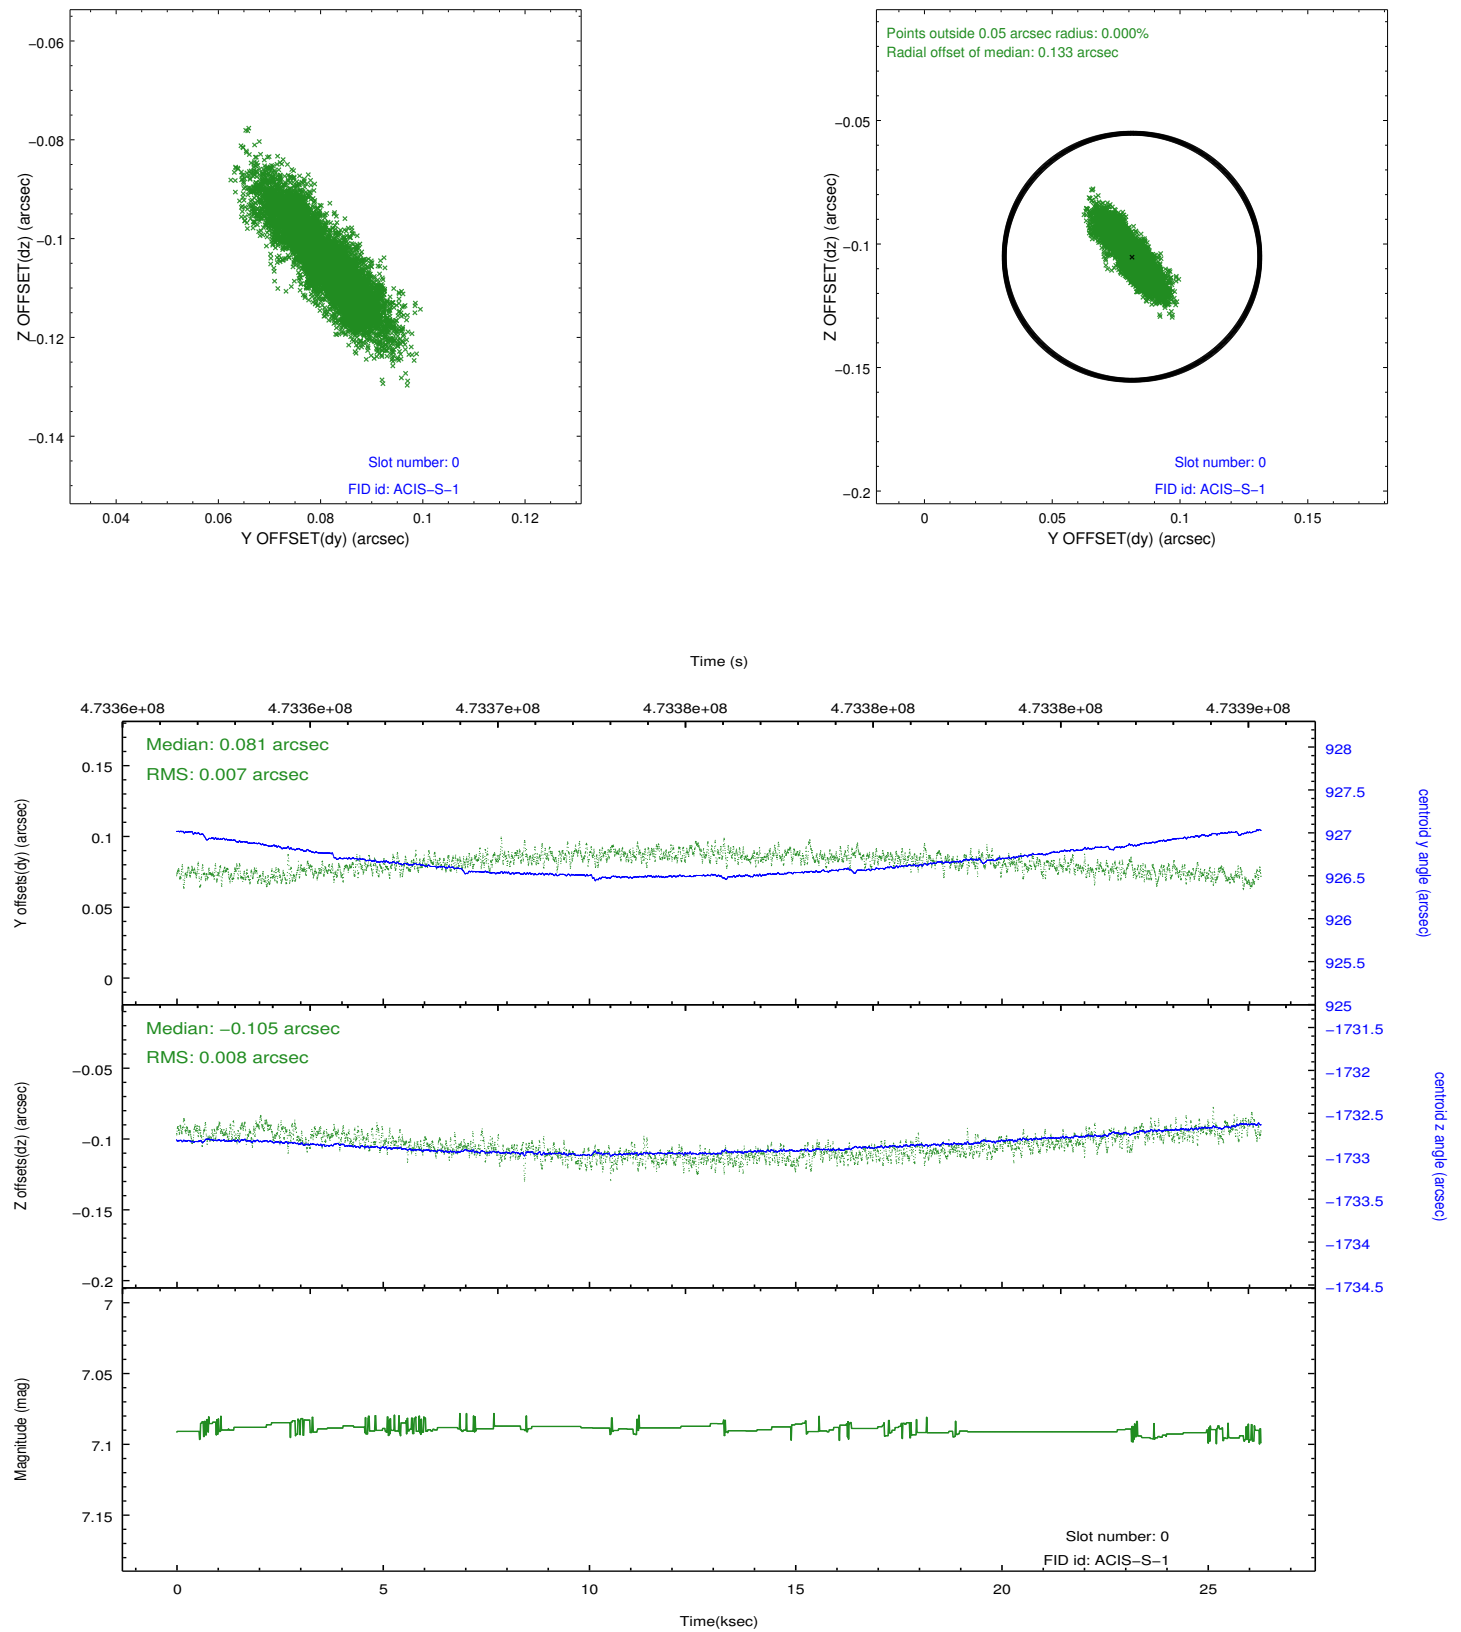 −0.06
−0.08
−0.1
−0.12
−0.14
Z OFFSET(dz) (arcsec)
Slot number: 0
FID id: ACIS−S−1
0.04 0.06 0.08 0.1 0.12
Y OFFSET(dy) (arcsec)
Points outside 0.05 arcsec radius: 0.000%
Radial offset of median: 0.133 arcsec
−0.05
−0.1
−0.15
−0.2
Z OFFSET(dz) (arcsec)
Slot number: 0
FID id: ACIS−S−1
0 0.05 0.1 0.15
Y OFFSET(dy) (arcsec)
Time (s)
4.7336e+08 4.7336e+08 4.7337e+08 4.7338e+08 4.7338e+08 4.7338e+08 4.7339e+08
Median: 0.081 arcsec
RMS: 0.007 arcsec
0.15
0.1
0.05
0
Y offsets(dy) (arcsec)
928
927.5
927
926.5
926
925.5
925
centroid y angle (arcsec)
Median: −0.105 arcsec
RMS: 0.008 arcsec
−0.05
−0.1
−0.15
−0.2
Z offsets(dz) (arcsec)
−1731.5
−1732
−1732.5
−1733
−1733.5
−1734
−1734.5
centroid z angle (arcsec)
7
7.05
7.1
7.15
Magnitude (mag)
Slot number: 0
FID id: ACIS−S−1
0 5 10 15 20 25
Time(ksec)